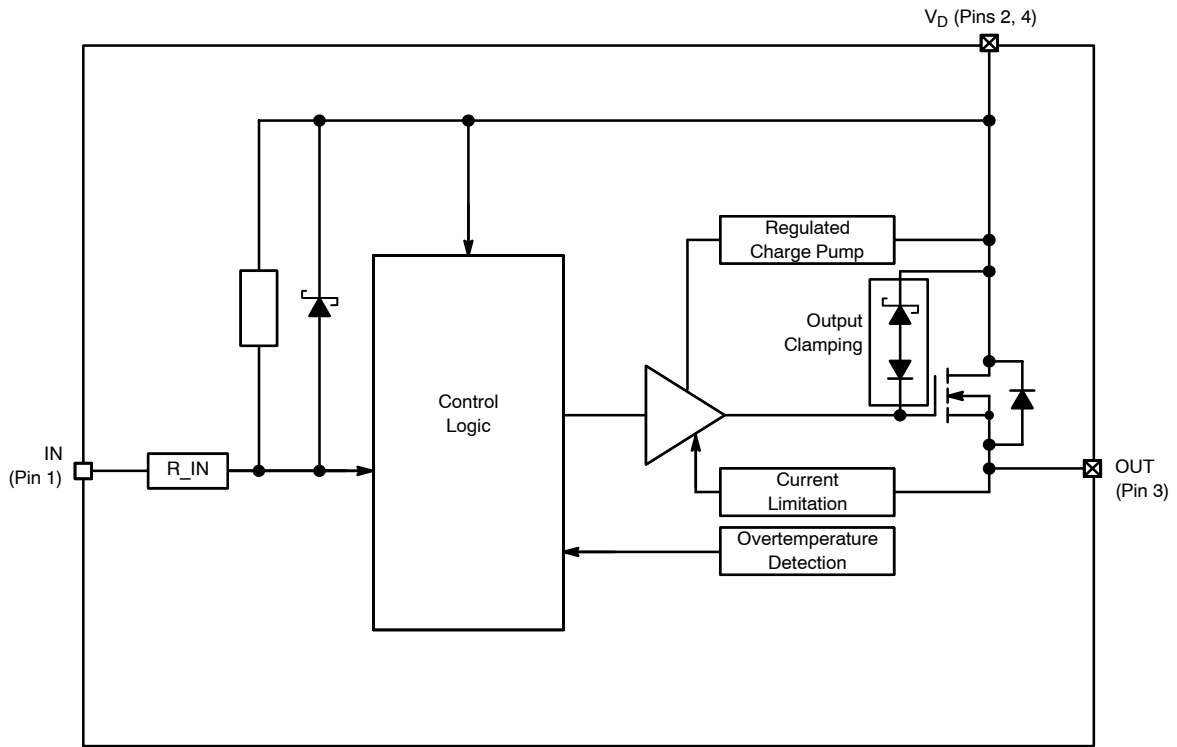 V_D (Pins 2, 4)
Regulated
Charge Pump
Output
Clamping
Control
Logic
IN
(Pin 1)
R_IN
Current
Limitation
OUT
(Pin 3)
Overtemperature
Detection